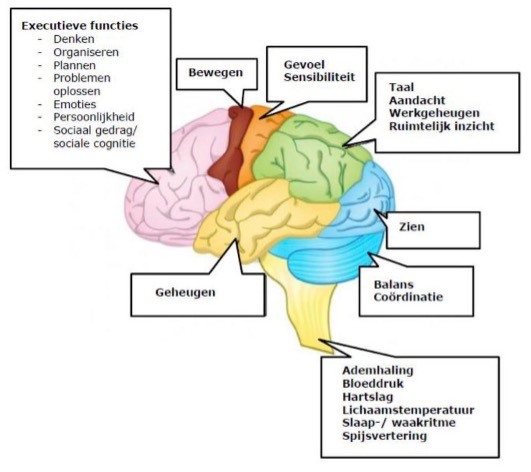 Executieve functies
- Denken
- Organiseren
- Plannen
- Problemen
oplossen
- Emoties
- Persoonlijkheid
- Sociaal gedrag/
sociale cognitie
Bewegen
Gevoel
Sensibiliteit
Taal
Aandacht
Werkgeheugen
Ruimtelijk inzicht
Zien
Geheugen
Balans
Coördinatie
Ademhaling
Bloeddruk
Hartslag
Lichaamstemperatuur
Slaap-/ waakritme
Spijsvertering